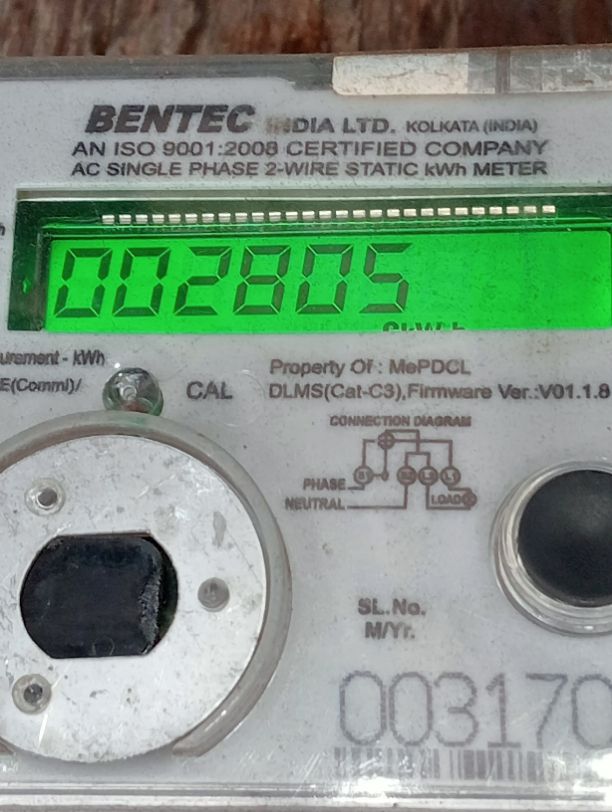 BENTEC INDIA LTD. KOLKATA (INDIA)
AN ISO 9001:2008 CERTIFIED COMPANY
AC SINGLE PHASE 2-WIRE STATIC kWh METER
002805
- kWh
Property Of : MePDCL
CAL
DLMS(Cat-C3),Firmware Ver.:V01.1.8
CONNECTION DIAGRAM
PHASE
NEUTRAL
LOAD
SL.No.
M/Yr.
003170